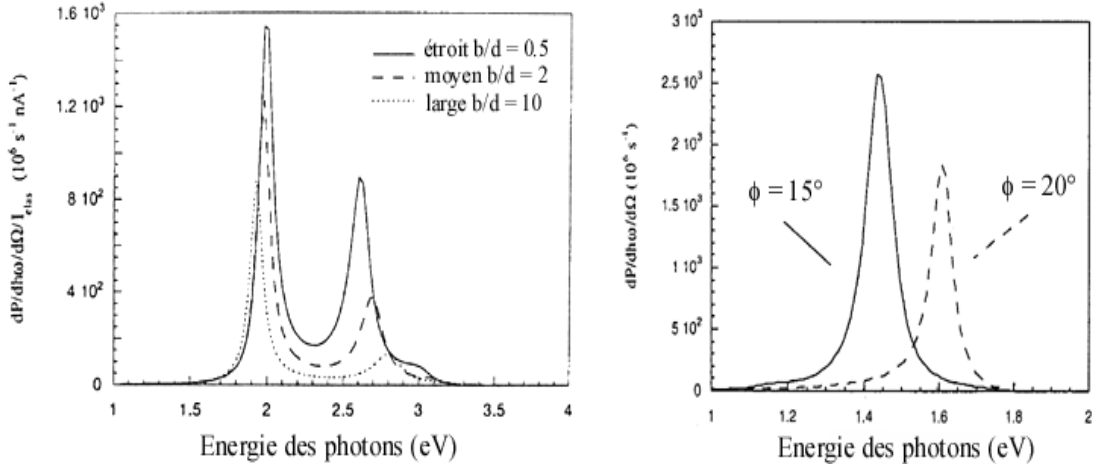 1.6 10³
1.2 10³
8 10²
4 10²
0
1
1.5
2
2.5
3
3.5
4
dP/dhω/dΩ/I_elas (10⁶ s⁻¹ nA⁻¹)
Energie des photons (eV)
étroit b/d = 0.5
moyen b/d = 2
large b/d = 10
3 10³
2.5 10³
2 10³
1.5 10³
1 10³
5 10²
0
1
1.2
1.4
1.6
1.8
2
dP/dhω/dΩ (10⁶ s⁻¹)
Energie des photons (eV)
ϕ = 15°
ϕ = 20°